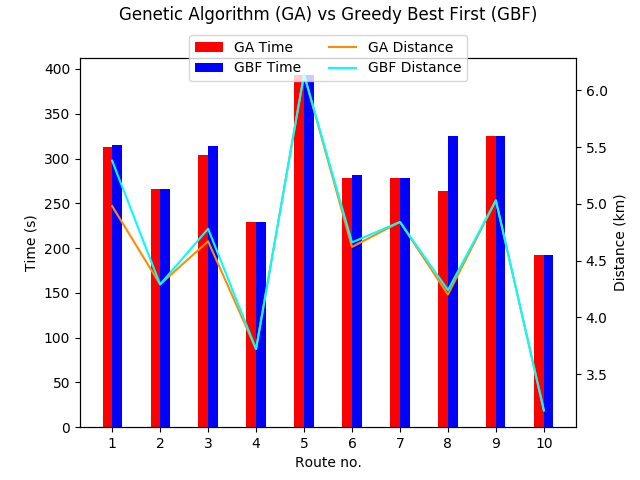 Genetic Algorithm (GA) vs Greedy Best First (GBF)
GA Time
GBF Time
GA Distance
GBF Distance
400
350
300
250
200
150
100
50
0
Time (s)
6.0
5.5
5.0
4.5
4.0
3.5
Distance (km)
1 2 3 4 5 6 7 8 9 10
Route no.